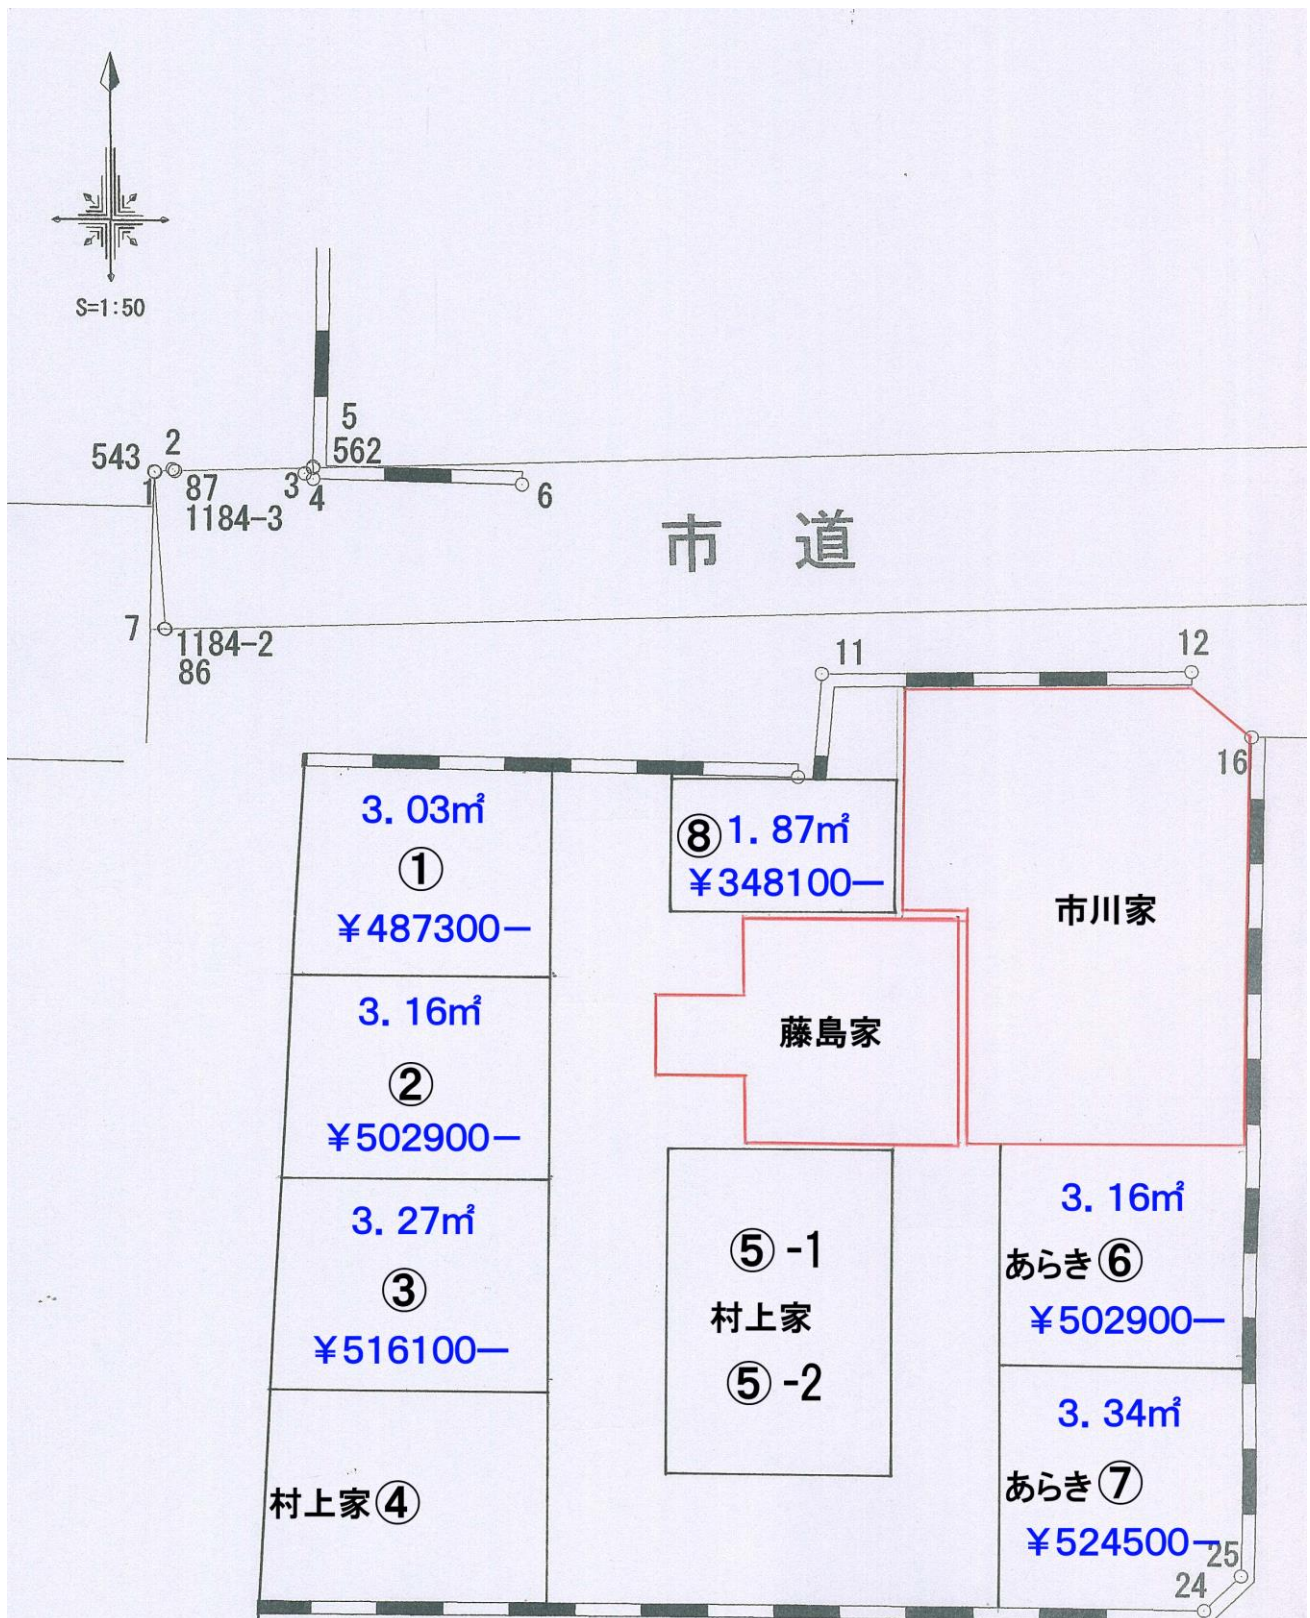 S=1:50
5
562
543
2
1
87
1184-3
3
4
6
市 道
7
1184-2
86
11
12
16
3. 03㎡
①
¥487300ー
⑧ 1. 87㎡
¥348100ー
市川家
3. 16㎡
②
¥502900ー
藤島家
3. 27㎡
③
¥516100ー
⑤ -1
村上家
⑤ -2
3. 16㎡
あらき ⑥
¥502900ー
3. 34㎡
あらき ⑦
¥524500ー
村上家④
25
24